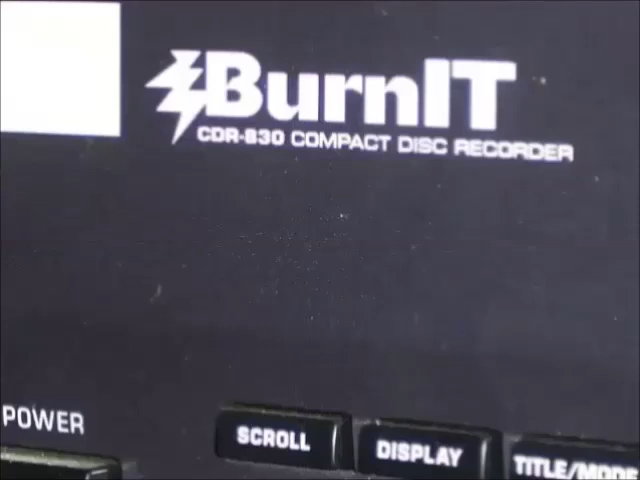 BurnIT
CDR-830 COMPACT DISC RECORDER
POWER
SCROLL
DISPLAY
TITLE/MODE